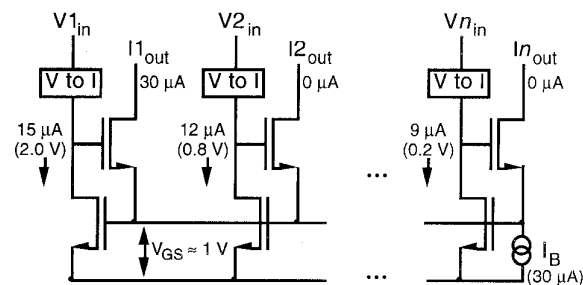 V1in V2in Vnin
I1out I2out Inout
V to I 30 µA V to I 0 µA V to I 0 µA
15 µA 12 µA 9 µA
(2.0 V) (0.8 V) (0.2 V)
...
VGS ≈ 1 V IB
... (30 µA)